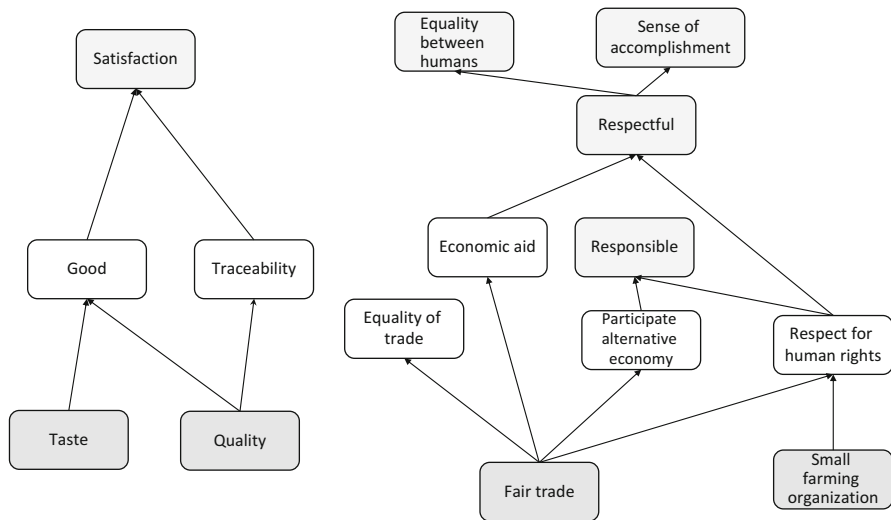 Equality
between
humans
Sense of
accomplishment
Satisfaction
Respectful
Good
Traceability
Economic aid
Responsible
Equality of
trade
Participate
alternative
economy
Respect for
human rights
Taste
Quality
Fair trade
Small
farming
organization